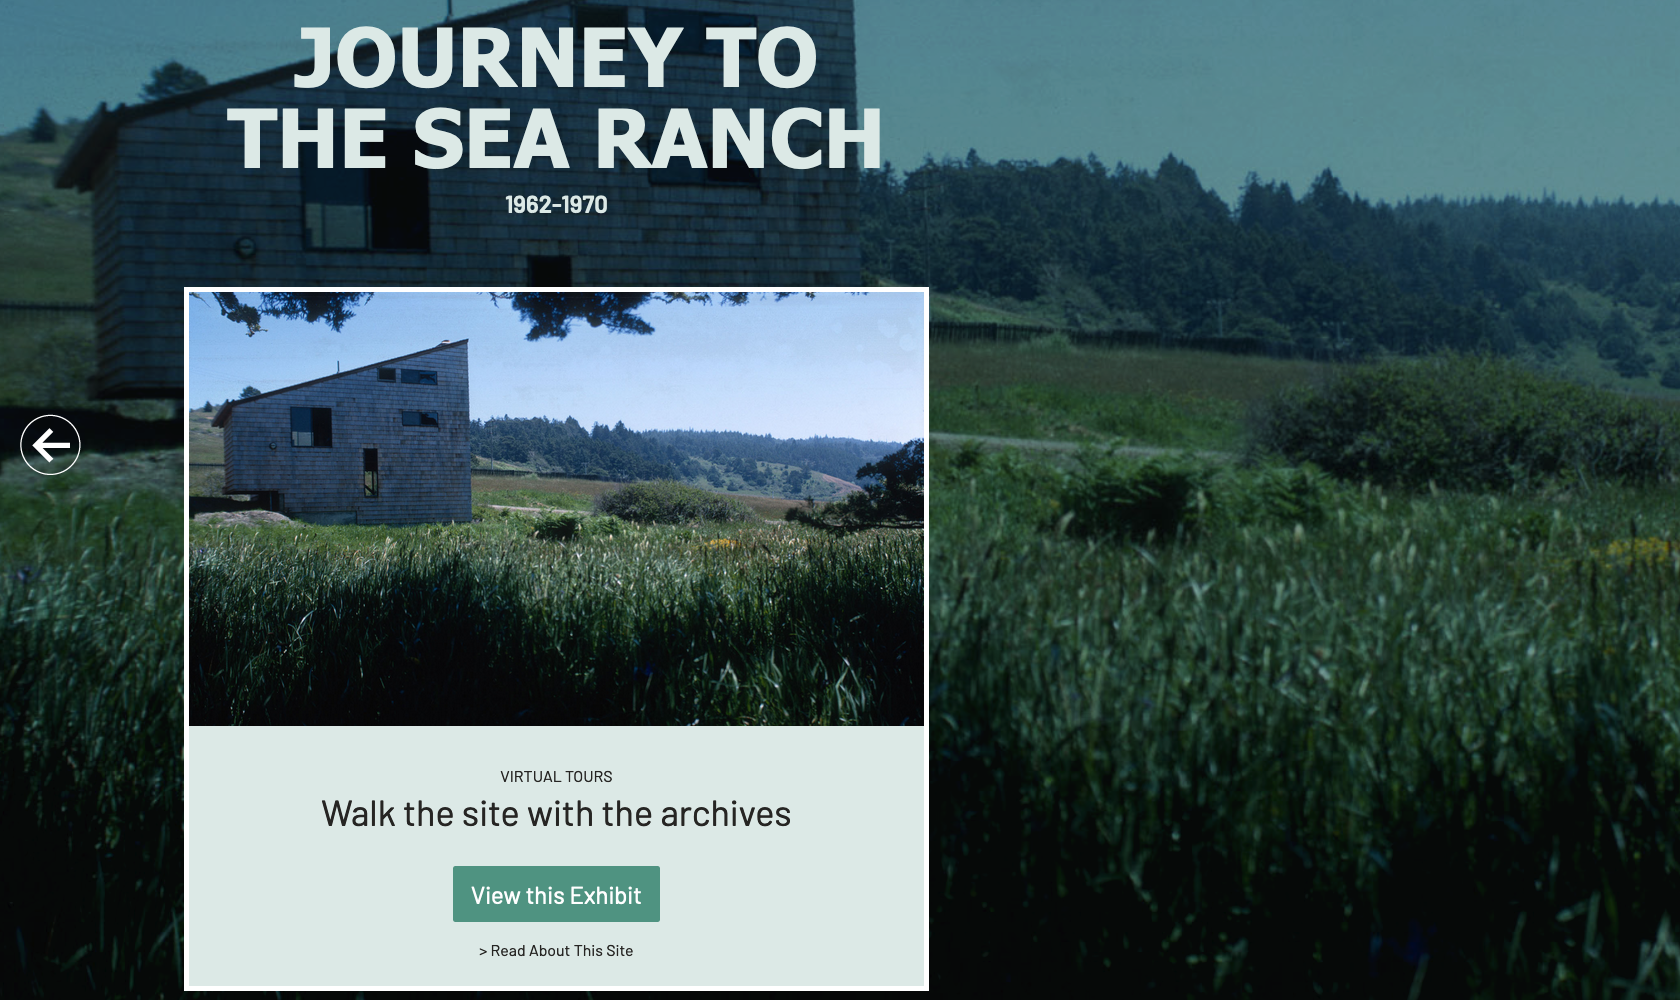 JOURNEY TO
THE SEA RANCH
1962–1970
VIRTUAL TOURS
Walk the site with the archives
View this Exhibit
> Read About This Site